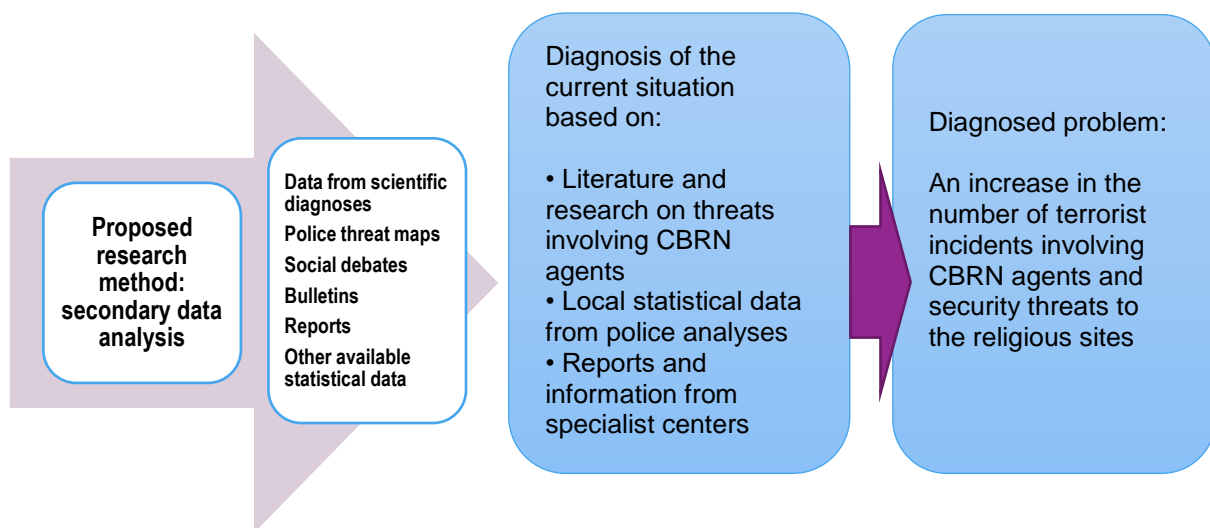 Proposed
research
method:
secondary data
analysis
Data from scientific
diagnoses
Police threat maps
Social debates
Bulletins
Reports
Other available
statistical data
Diagnosis of the
current situation
based on:
• Literature and
research on threats
involving CBRN
agents
• Local statistical data
from police analyses
• Reports and
information from
specialist centers
Diagnosed problem:
An increase in the
number of terrorist
incidents involving
CBRN agents and
security threats to
the religious sites